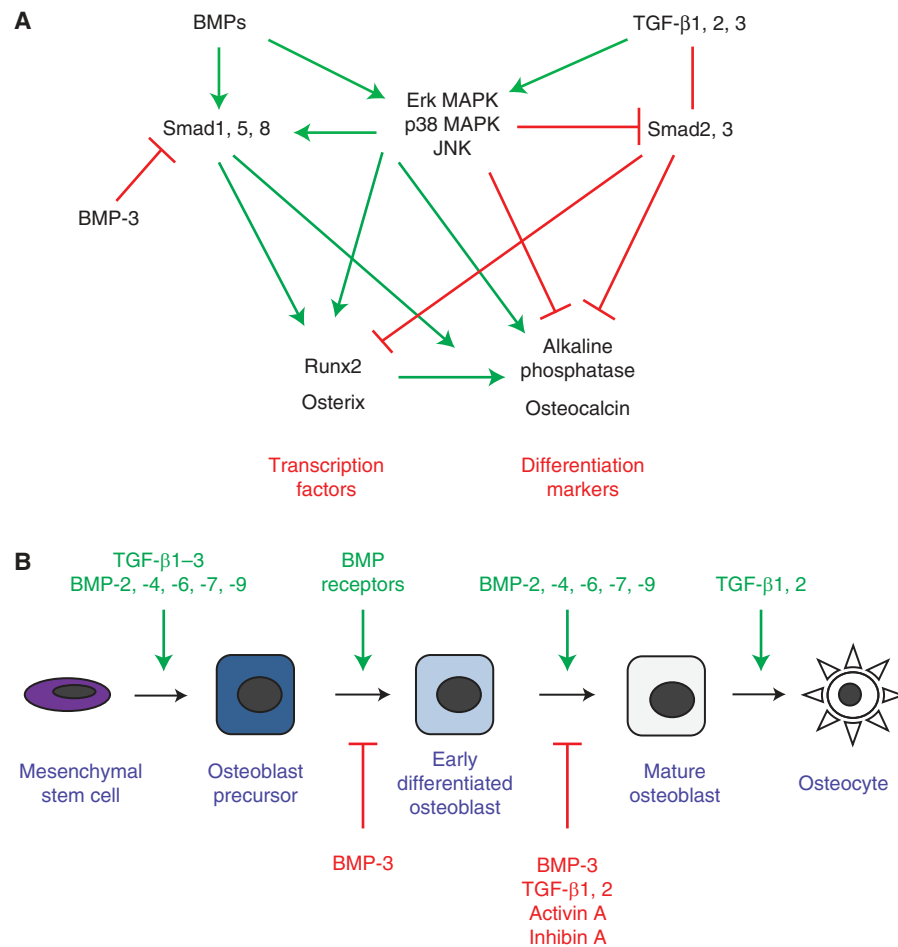 A
BMPs
TGF-β1, 2, 3
Erk MAPK
p38 MAPK
JNK
Smad1, 5, 8
Smad2, 3
BMP-3
Runx2
Osterix
Alkaline
phosphatase
Osteocalcin
Transcription
factors
Differentiation
markers
B
TGF-β1–3
BMP-2, -4, -6, -7, -9
BMP
receptors
BMP-2, -4, -6, -7, -9
TGF-β1, 2
Mesenchymal
stem cell
Osteoblast
precursor
Early
differentiated
osteoblast
Mature
osteoblast
Osteocyte
BMP-3
BMP-3
TGF-β1, 2
Activin A
Inhibin A